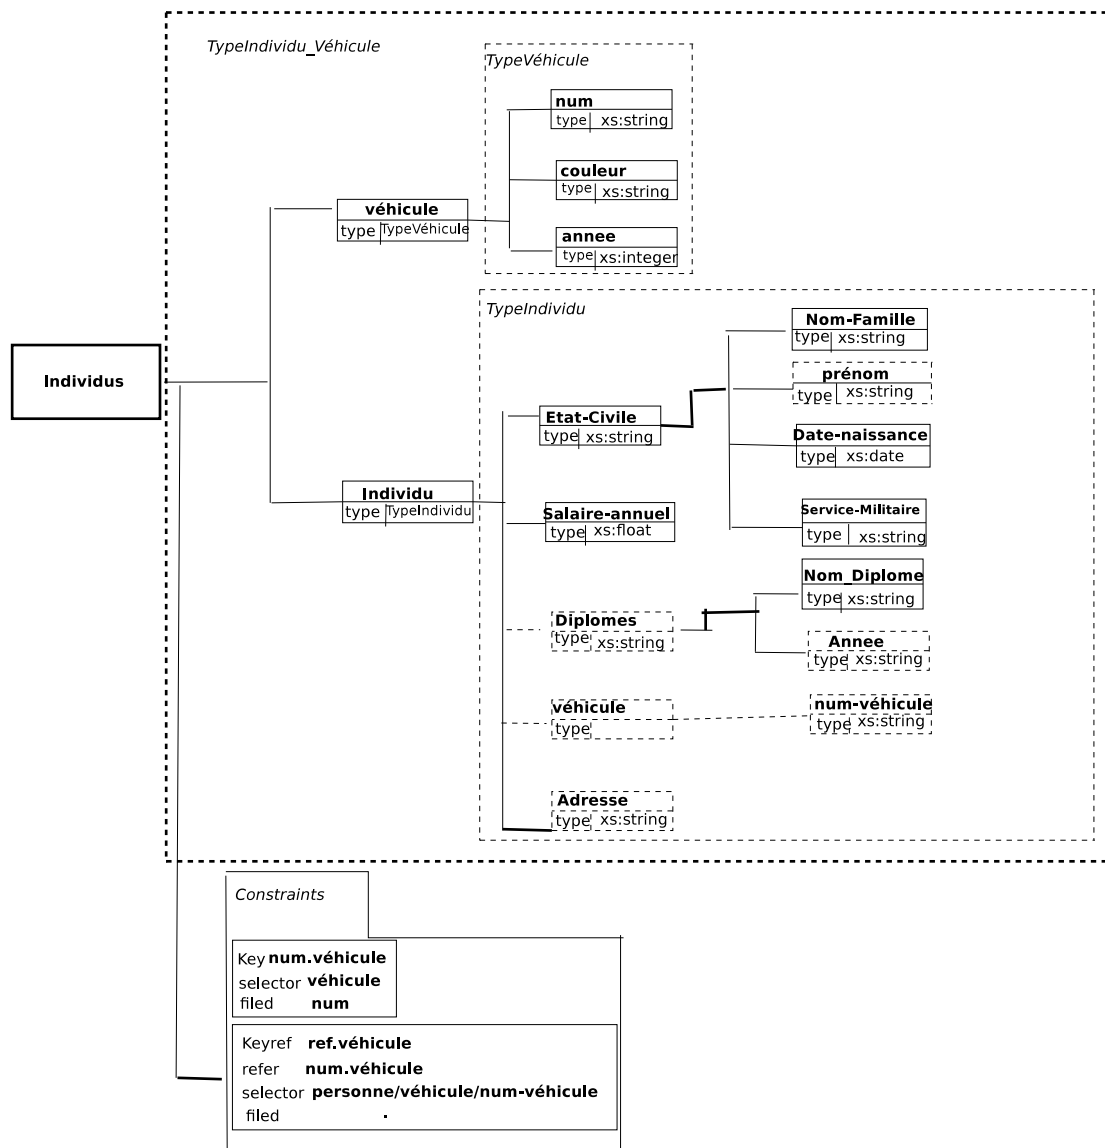 TypeIndividu_Véhicule
TypeVéhicule
num
type xs:string
couleur
type xs:string
annee
type xs:integer
véhicule
type TypeVéhicule
TypeIndividu
Individus
Nom-Famille
type xs:string
prénom
type xs:string
Etat-Civile
type xs:string
Date-naissance
type xs:date
Individu
type TypeIndividu
Salaire-annuel
type xs:float
Service-Militaire
type xs:string
Nom_Diplome
type xs:string
Diplomes
type xs:string
Annee
type xs:string
véhicule
type
num-véhicule
type xs:string
Adresse
type xs:string
Constraints
Key num.véhicule
selector véhicule
filed num
Keyref ref.véhicule
refer num.véhicule
selector personne/véhicule/num-véhicule
filed .